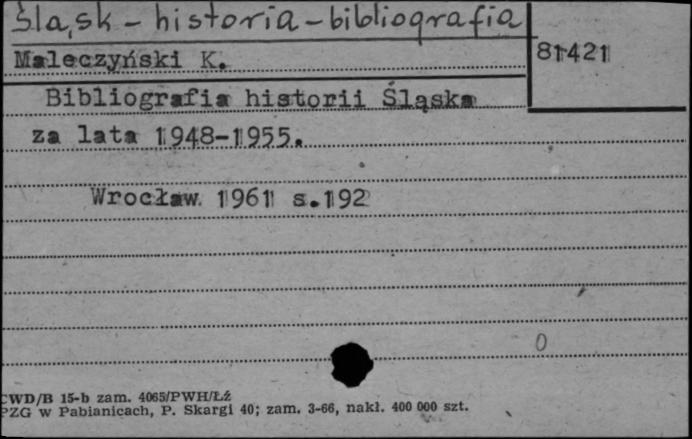 Śląsk - historia - bibliografia
Maleczyński K.
81421
Bibliografia historii Śląska
za lata 1948-1955.
Wrocław 1961 s.192
0
CWD/B 15-b zam. 4065/PWH/Łź
PZG w Pabianicach, P. Skargi 40; zam. 3-66, nakł. 400 000 szt.